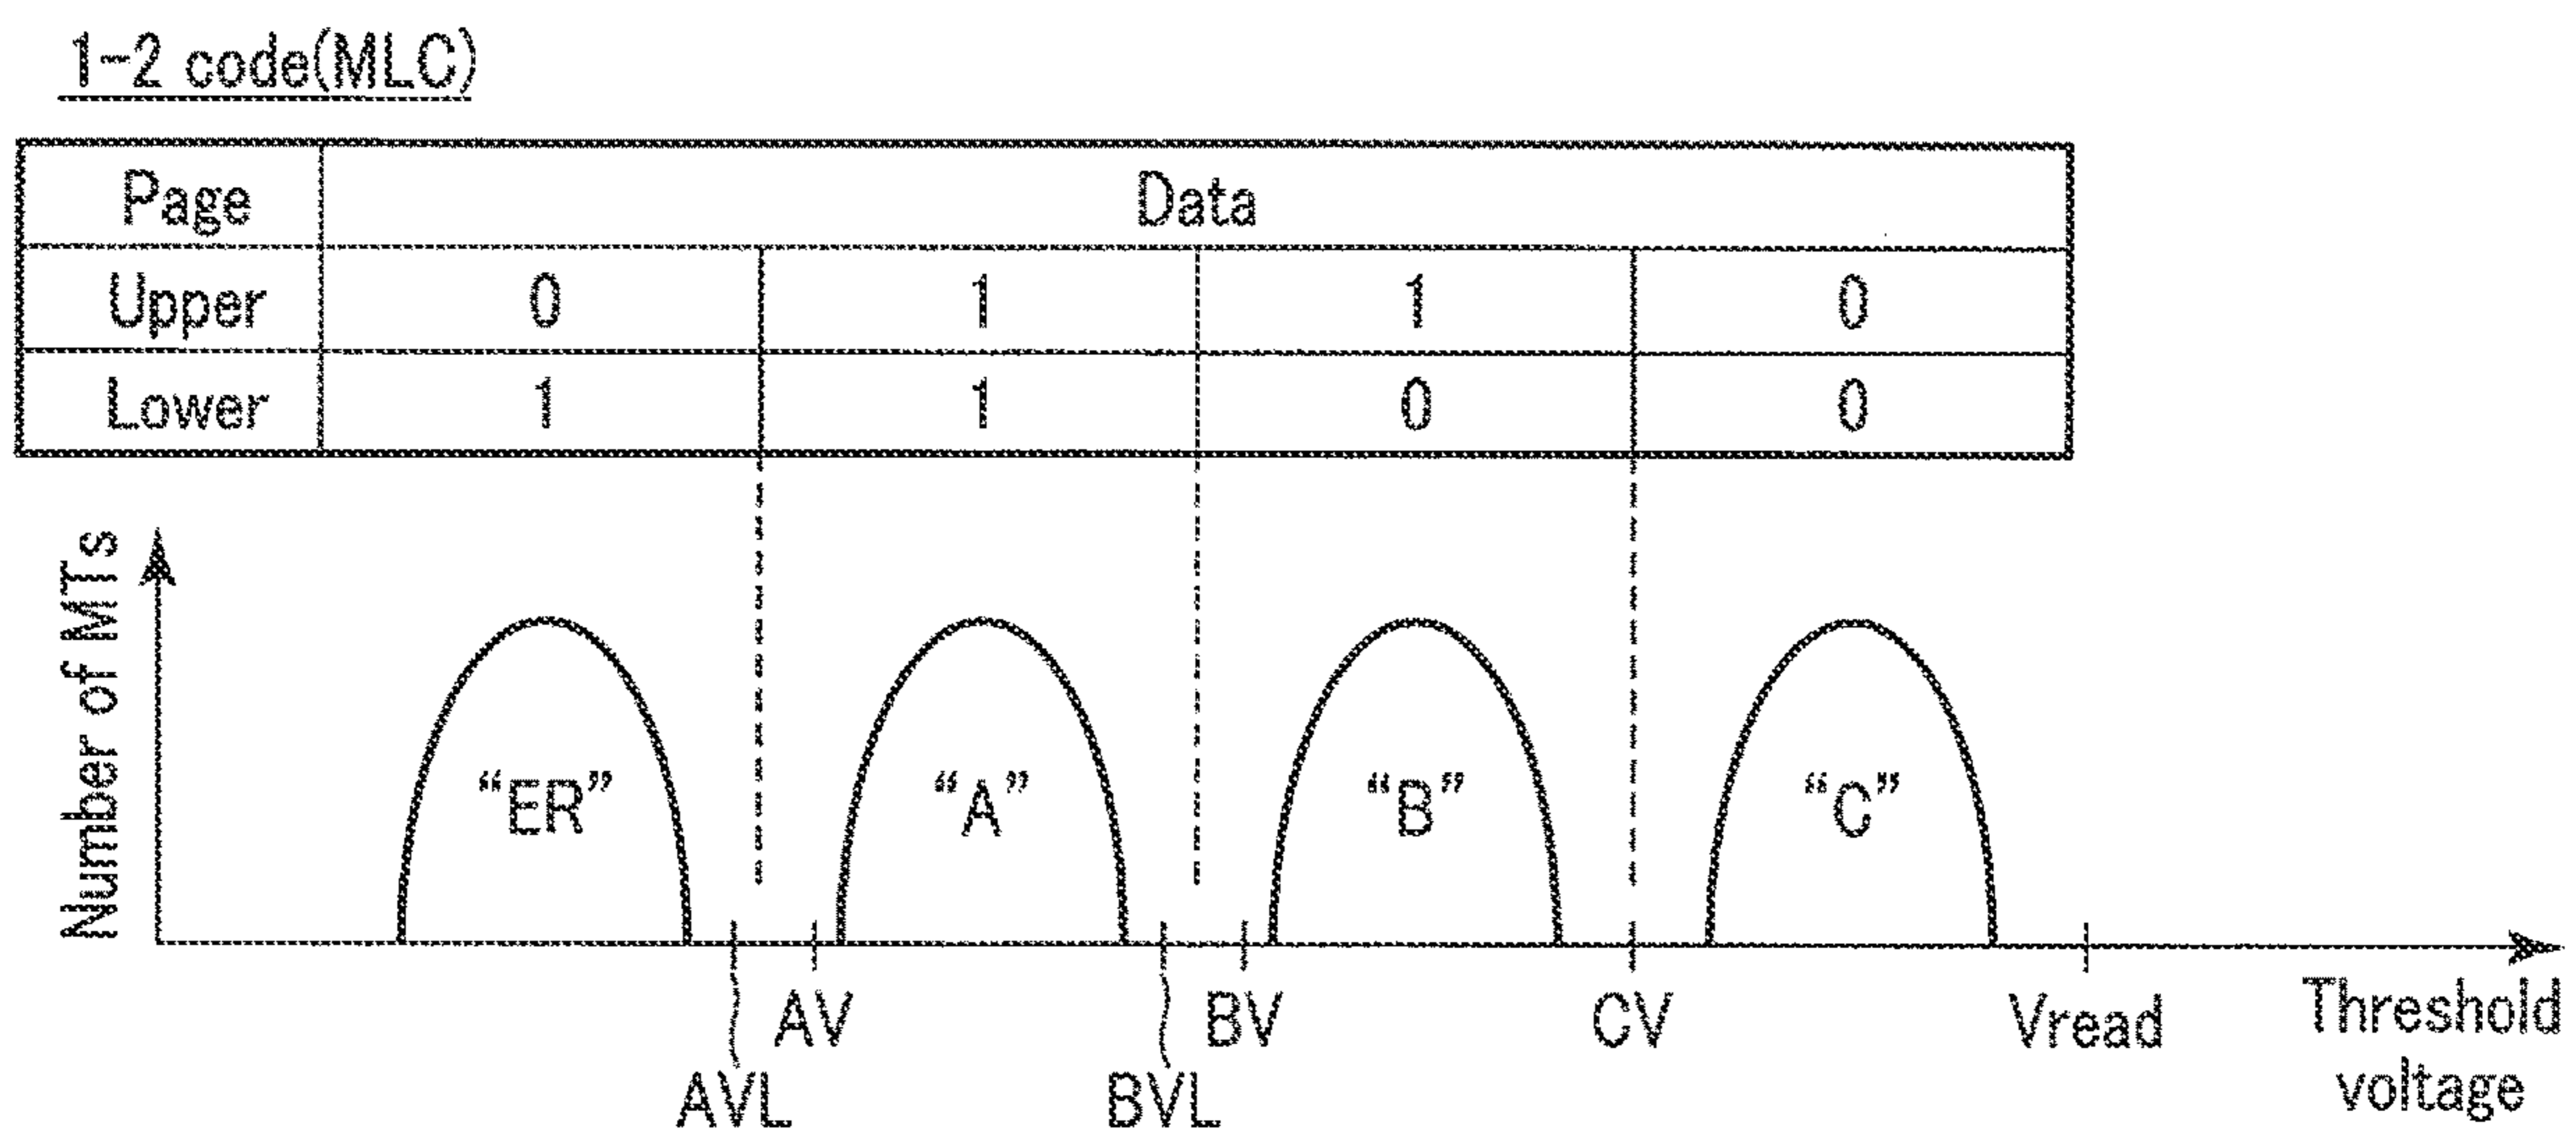 1-2 code(MLC)
Page Data
Upper 0 1 1 0
Lower 1 1 0 0
Number of MTs
“ER” “A” “B” “C”
AV BV CV Vread Threshold
voltage
AVL BVL